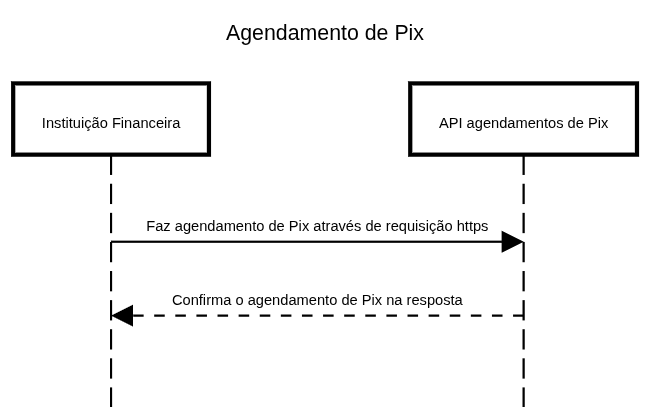 Agendamento de Pix
Instituição Financeira
API agendamentos de Pix
Faz agendamento de Pix através de requisição https
Confirma o agendamento de Pix na resposta